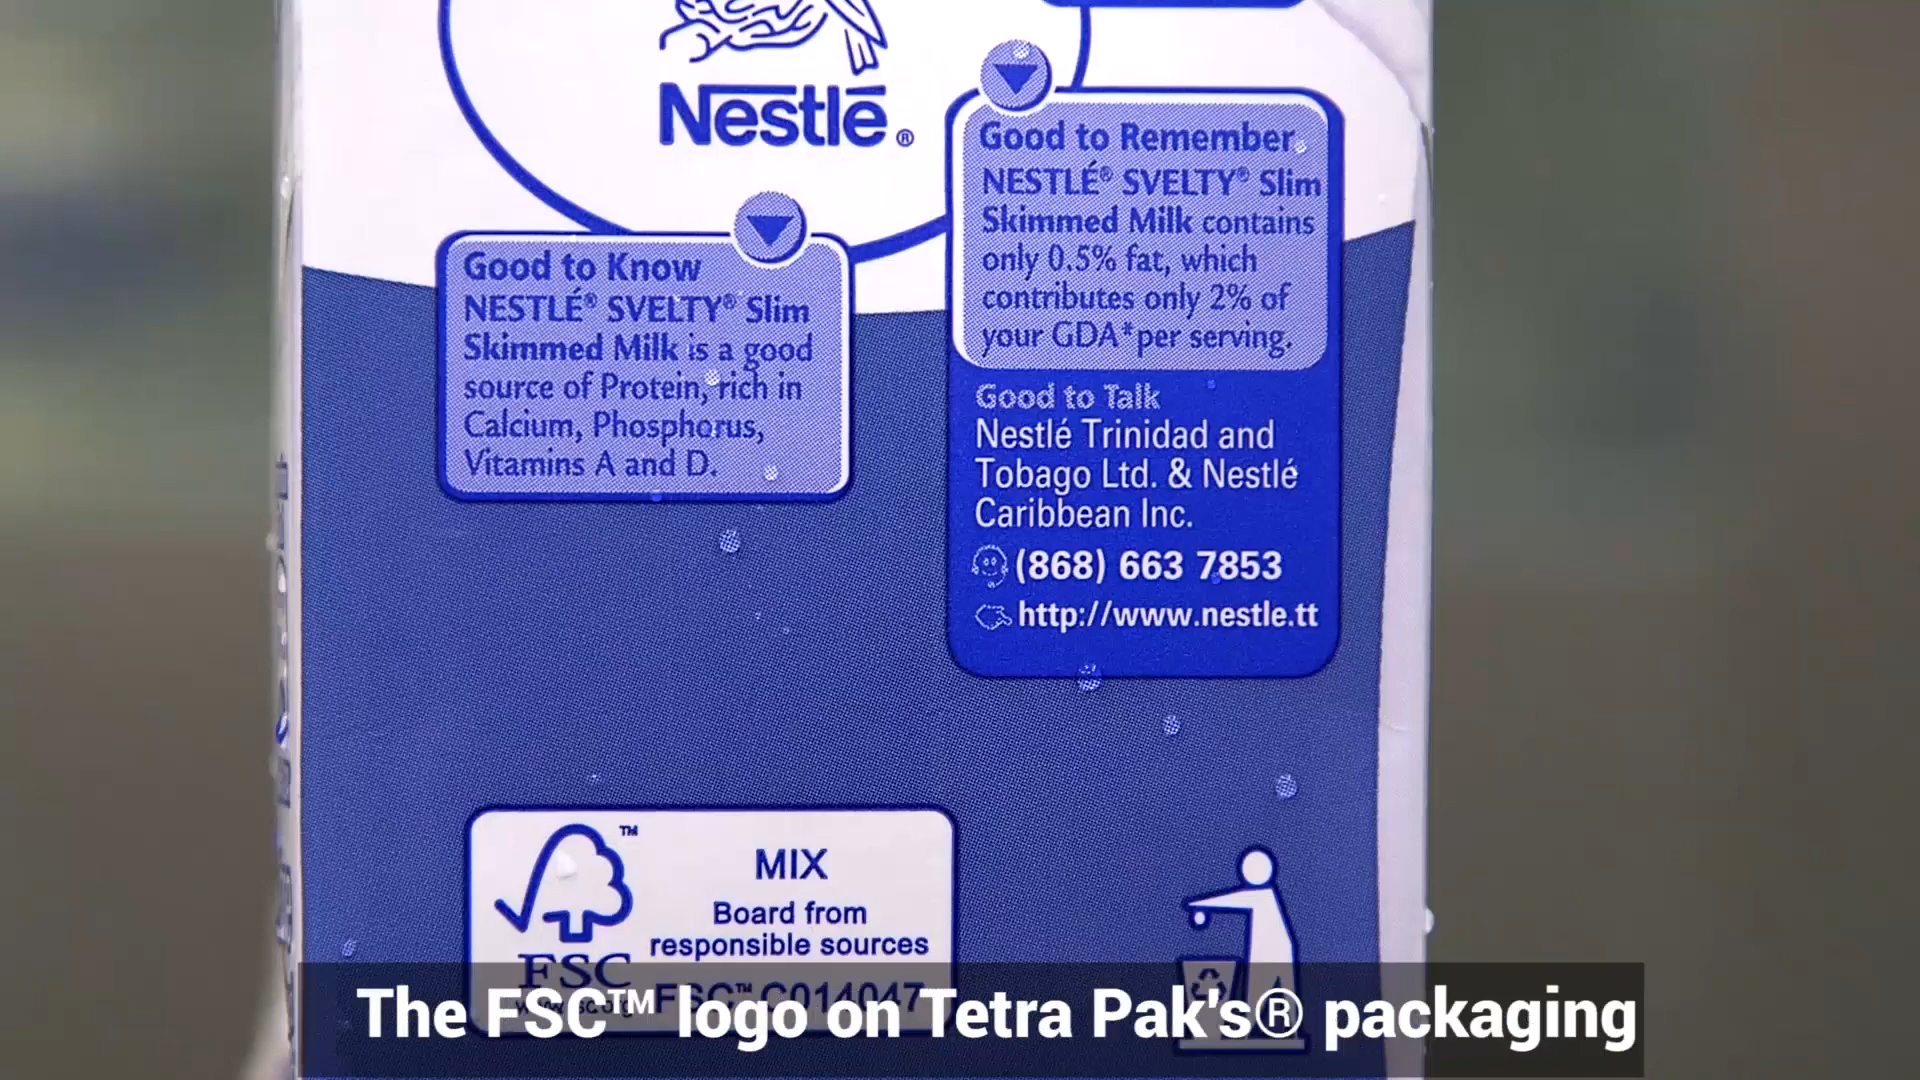 Nestlé®
Good to Know
NESTLÉ® SVELTY® Slim
Skimmed Milk is a good
source of Protein, rich in
Calcium, Phosphorus,
Vitamins A and D.
Good to Remember
NESTLÉ® SVELTY® Slim
Skimmed Milk contains
only 0.5% fat, which
contributes only 2% of
your GDA*per serving.
Good to Talk
Nestlé Trinidad and
Tobago Ltd. & Nestlé
Caribbean Inc.
(868) 663 7853
http://www.nestle.tt
TM
MIX
Board from
responsible sources
FSC
FSC™ C014047
The FSC™ logo on Tetra Pak's® packaging